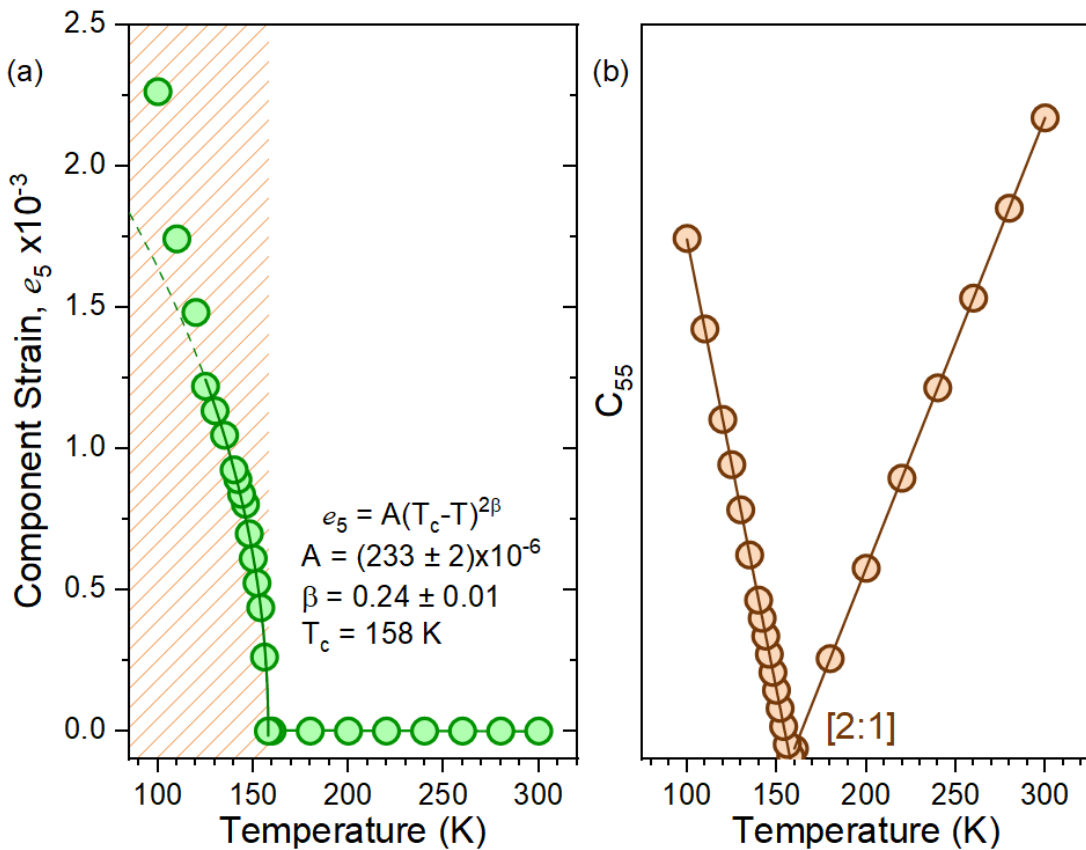 (a)
Component Strain, e₅ x10⁻³
2.5
2.0
1.5
1.0
0.5
0.0
e₅ = A(T_c-T)^2β
A = (233 ± 2)x10⁻⁶
β = 0.24 ± 0.01
T_c = 158 K
100 150 200 250 300
Temperature (K)
(b)
C₅₅
[2:1]
100 150 200 250 300
Temperature (K)